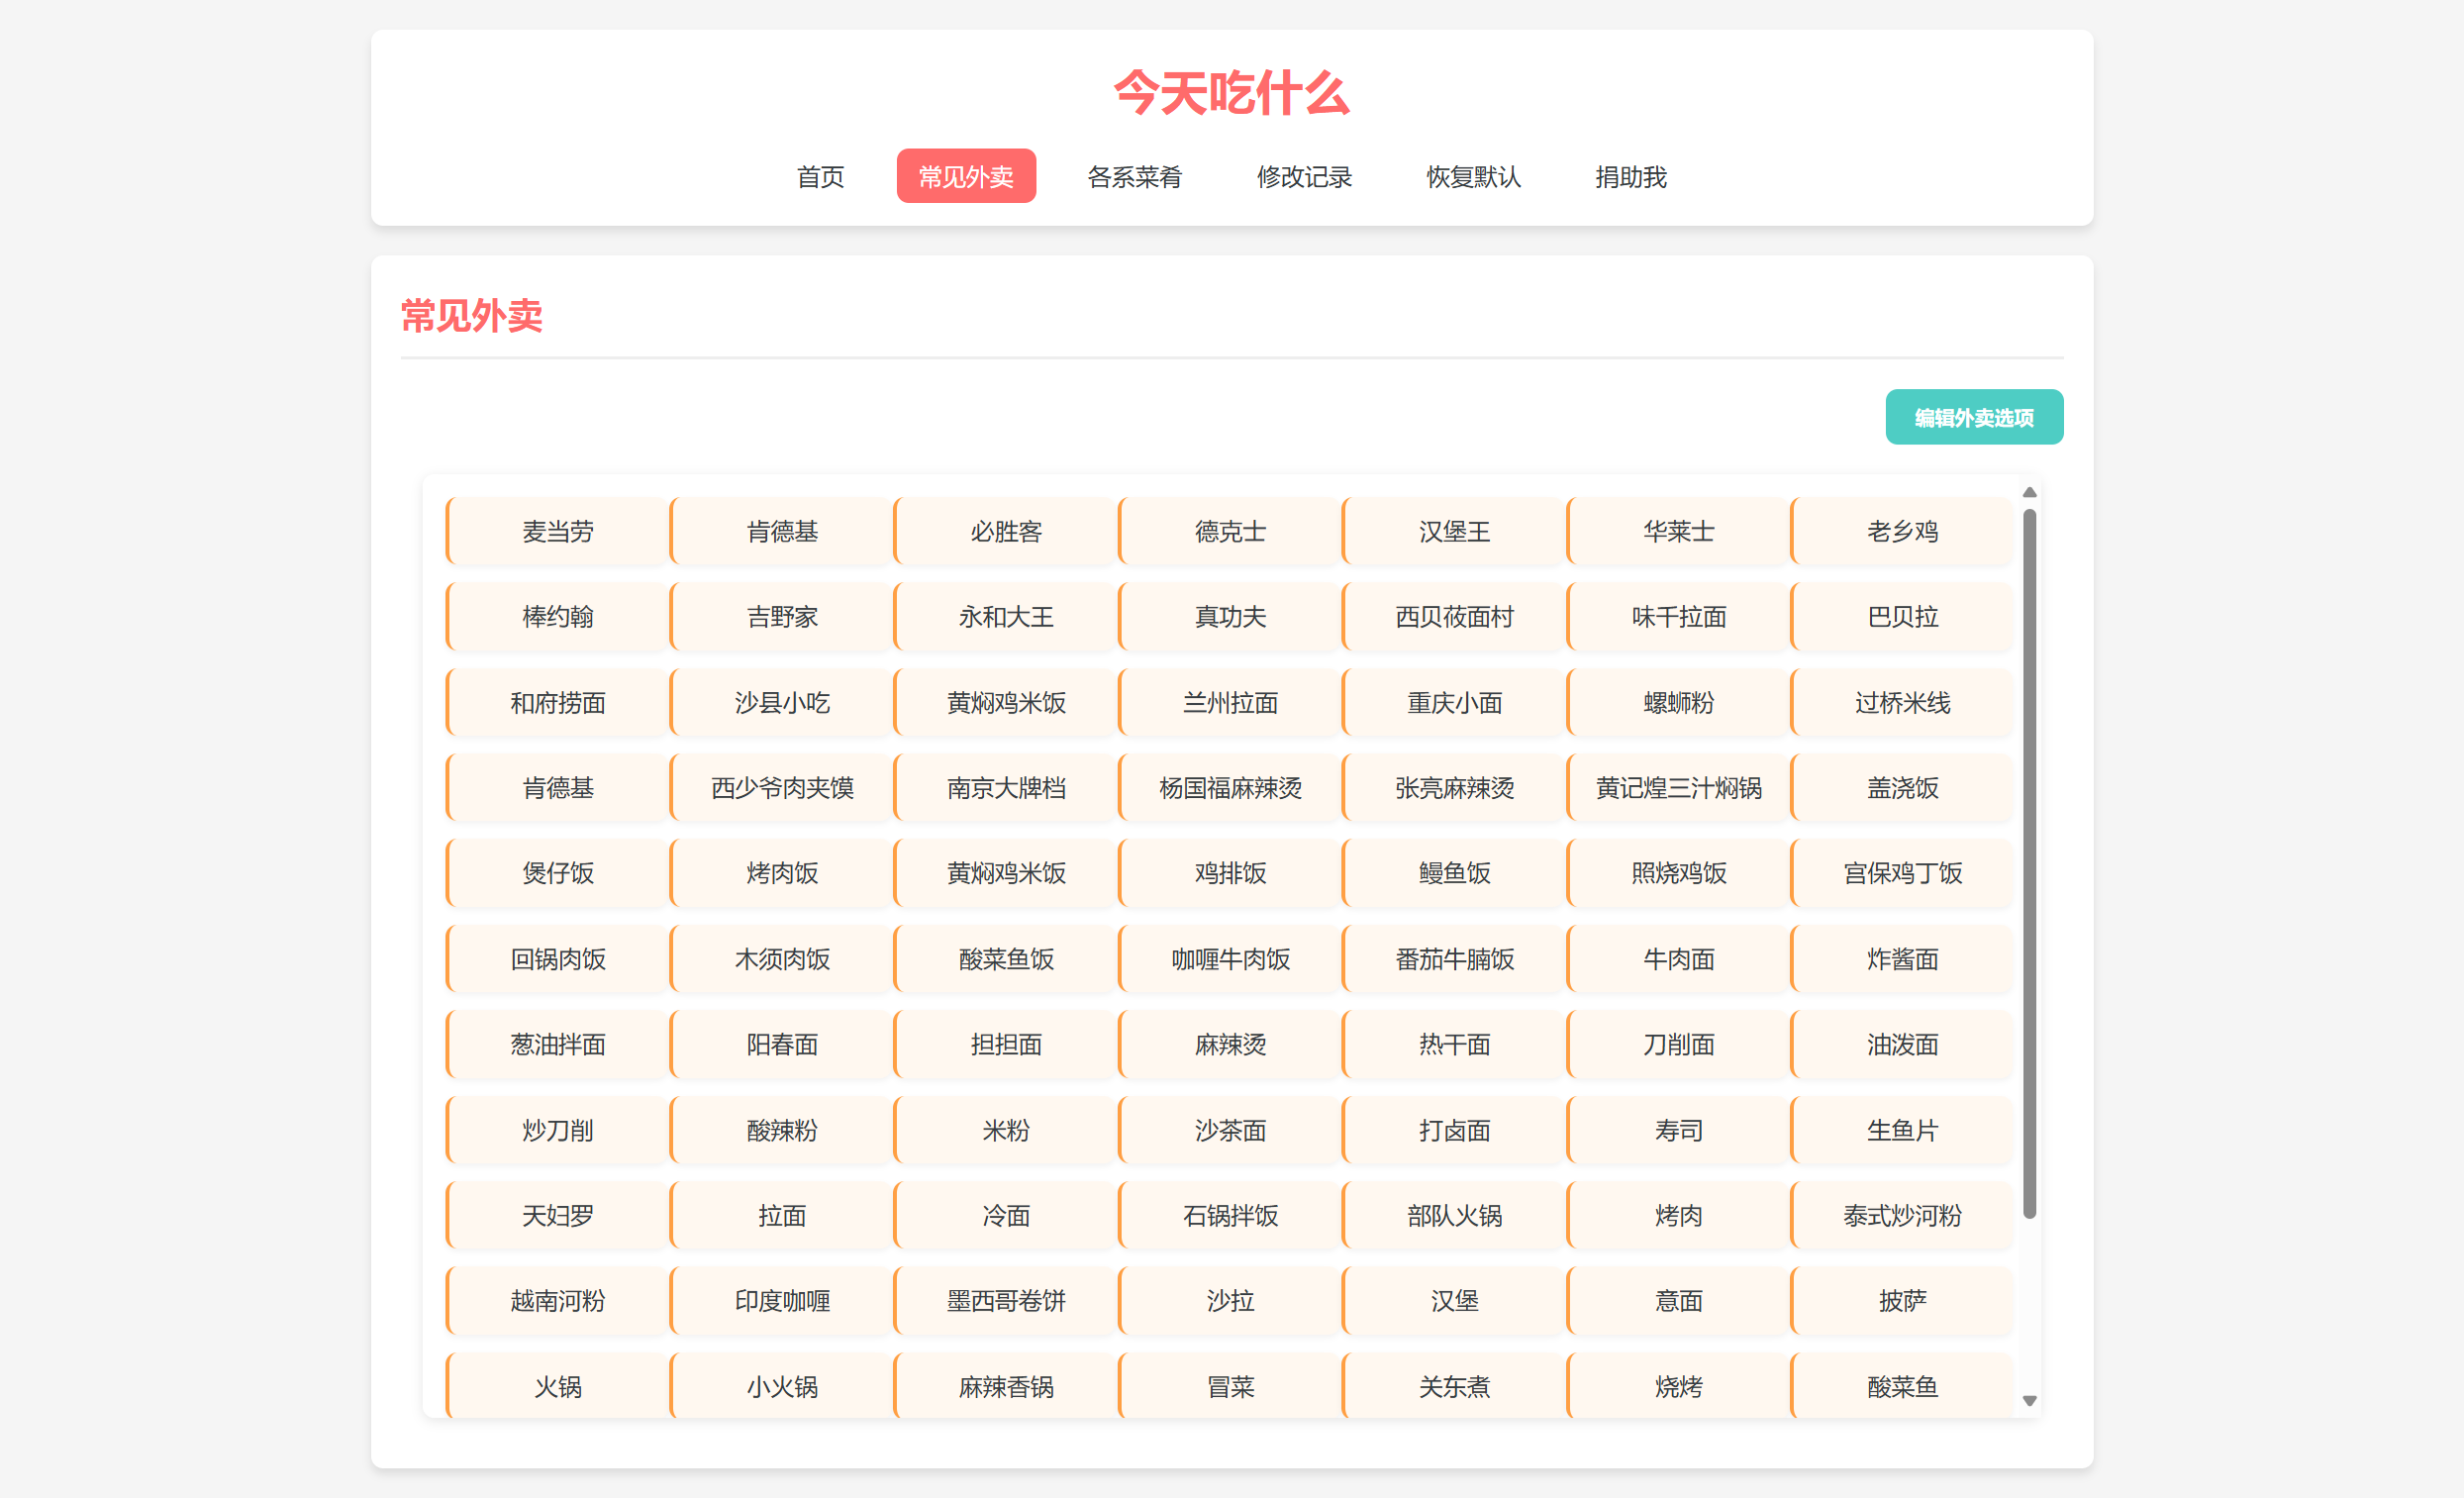 今天吃什么
首页 常见外卖 各系菜肴 修改记录 恢复默认 捐助我
常见外卖
编辑外卖选项
麦当劳 肯德基 必胜客 德克士 汉堡王 华莱士 老乡鸡
棒约翰 吉野家 永和大王 真功夫 西贝莜面村 味千拉面 巴贝拉
和府捞面 沙县小吃 黄焖鸡米饭 兰州拉面 重庆小面 螺蛳粉 过桥米线
肯德基 西少爷肉夹馍 南京大牌档 杨国福麻辣烫 张亮麻辣烫 黄记煌三汁焖锅 盖浇饭
煲仔饭 烤肉饭 黄焖鸡米饭 鸡排饭 鳗鱼饭 照烧鸡饭 宫保鸡丁饭
回锅肉饭 木须肉饭 酸菜鱼饭 咖喱牛肉饭 番茄牛腩饭 牛肉面 炸酱面
葱油拌面 阳春面 担担面 麻辣烫 热干面 刀削面 油泼面
炒刀削 酸辣粉 米粉 沙茶面 打卤面 寿司 生鱼片
天妇罗 拉面 冷面 石锅拌饭 部队火锅 烤肉 泰式炒河粉
越南河粉 印度咖喱 墨西哥卷饼 沙拉 汉堡 意面 披萨
火锅 小火锅 麻辣香锅 冒菜 关东煮 烧烤 酸菜鱼